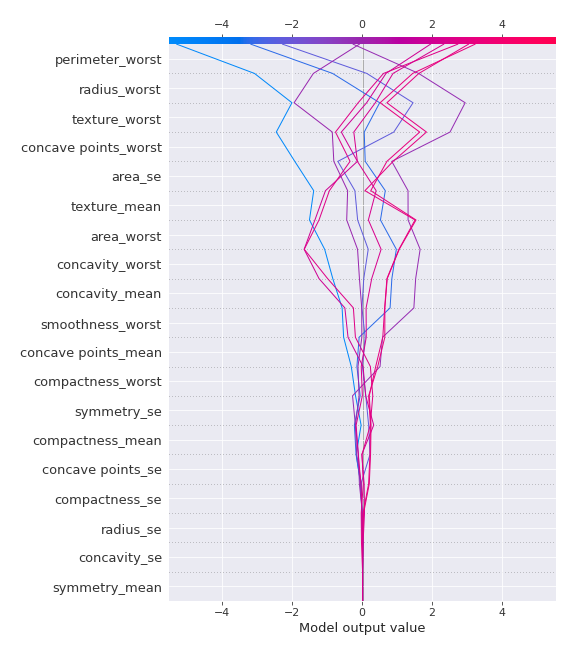 −4 −2 0 2 4
perimeter_worst
radius_worst
texture_worst
concave points_worst
area_se
texture_mean
area_worst
concavity_worst
concavity_mean
smoothness_worst
concave points_mean
compactness_worst
symmetry_se
compactness_mean
concave points_se
compactness_se
radius_se
concavity_se
symmetry_mean
−4 −2 0 2 4
Model output value